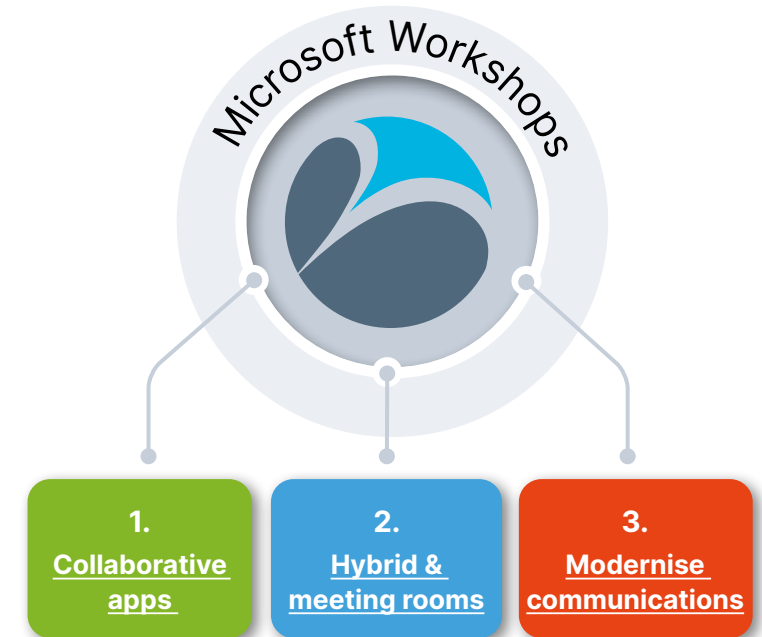 Microsoft Workshops
1.
Collaborative
apps
2.
Hybrid &
meeting rooms
3.
Modernise
communications